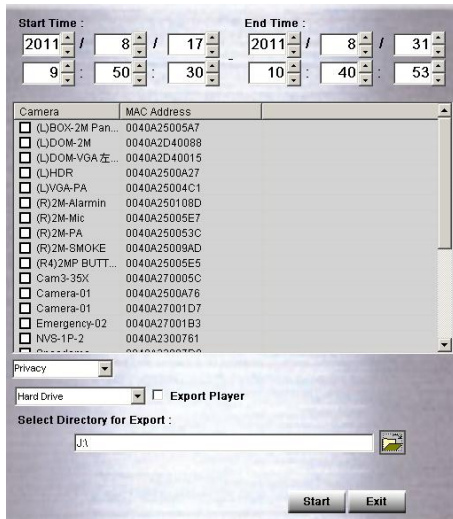 Start Time : End Time :
2011 / 8 / 17 - 2011 / 8 / 31
9 : 50 : 30 10 : 40 : 53
Camera MAC Address
(L)BOX-2M Pan... 0040A25005A7
(L)DOM-2M 0040A2D40088
(L)DOM-VGA左... 0040A2D40015
(L)HDR 0040A2500A27
(L)VGA-PA 0040A25004C1
(R)2M-Alarmin 0040A250108D
(R)2M-Mic 0040A25005E7
(R)2M-PA 0040A250053C
(R)2M-SMOKE 0040A25009AD
(R4)2MP BUTT... 0040A25005E5
Cam3-35X 0040A270005C
Camera-01 0040A2500A76
Camera-01 0040A27001D7
Emergency-02 0040A27001B3
NVS-1P-2 0040A2300761
Privacy
Hard Drive Export Player
Select Directory for Export :
J:\
Start Exit